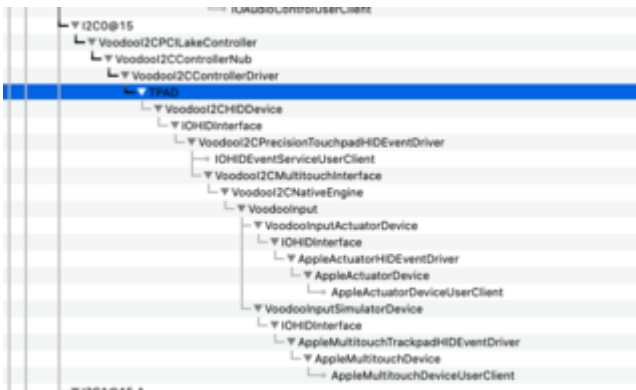 IOAudioControlUserClient
I2C0@15
VoodooI2CPCILakeController
VoodooI2CControllerNub
VoodooI2CControllerDriver
TPAD
VoodooI2CHIDDevice
IOHIDInterface
VoodooI2CPrecisionTouchpadHIDEventDriver
IOHIDEventServiceUserClient
VoodooI2CMultitouchInterface
VoodooI2CNativeEngine
VoodooInput
VoodooInputActuatorDevice
IOHIDInterface
AppleActuatorHIDEventDriver
AppleActuatorDevice
AppleActuatorDeviceUserClient
VoodooInputSimulatorDevice
IOHIDInterface
AppleMultitouchTrackpadHIDEventDriver
AppleMultitouchDevice
AppleMultitouchDeviceUserClient